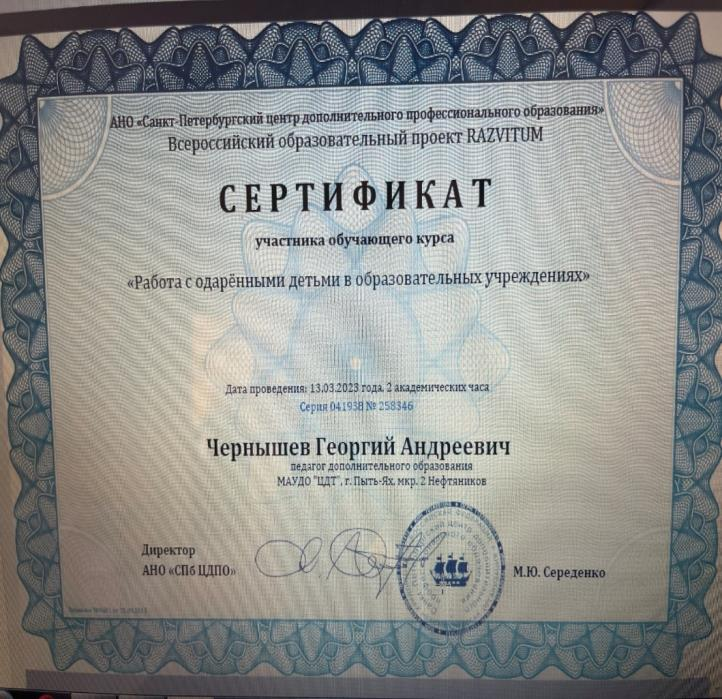 АНО «Санкт-Петербургский центр дополнительного профессионального образования»
Всероссийский образовательный проект RAZVITUM
СЕРТИФИКАТ
участника обучающего курса
«Работа с одарёнными детьми в образовательных учреждениях»
Дата проведения: 13.03.2023 года, 2 академических часа
Серия 041938 № 258346
Чернышев Георгий Андреевич
педагог дополнительного образования
МАУДО "ЦДТ", г. Пыть-Ях, мкр. 2 Нефтяников
Директор
АНО «СПб ЦДПО»
М.Ю. Середенко